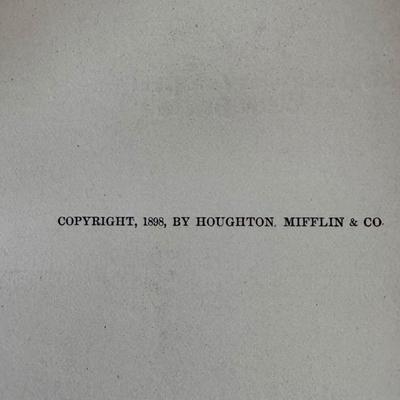 COPYRIGHT, 1898, BY HOUGHTON. MIFFLIN & CO.